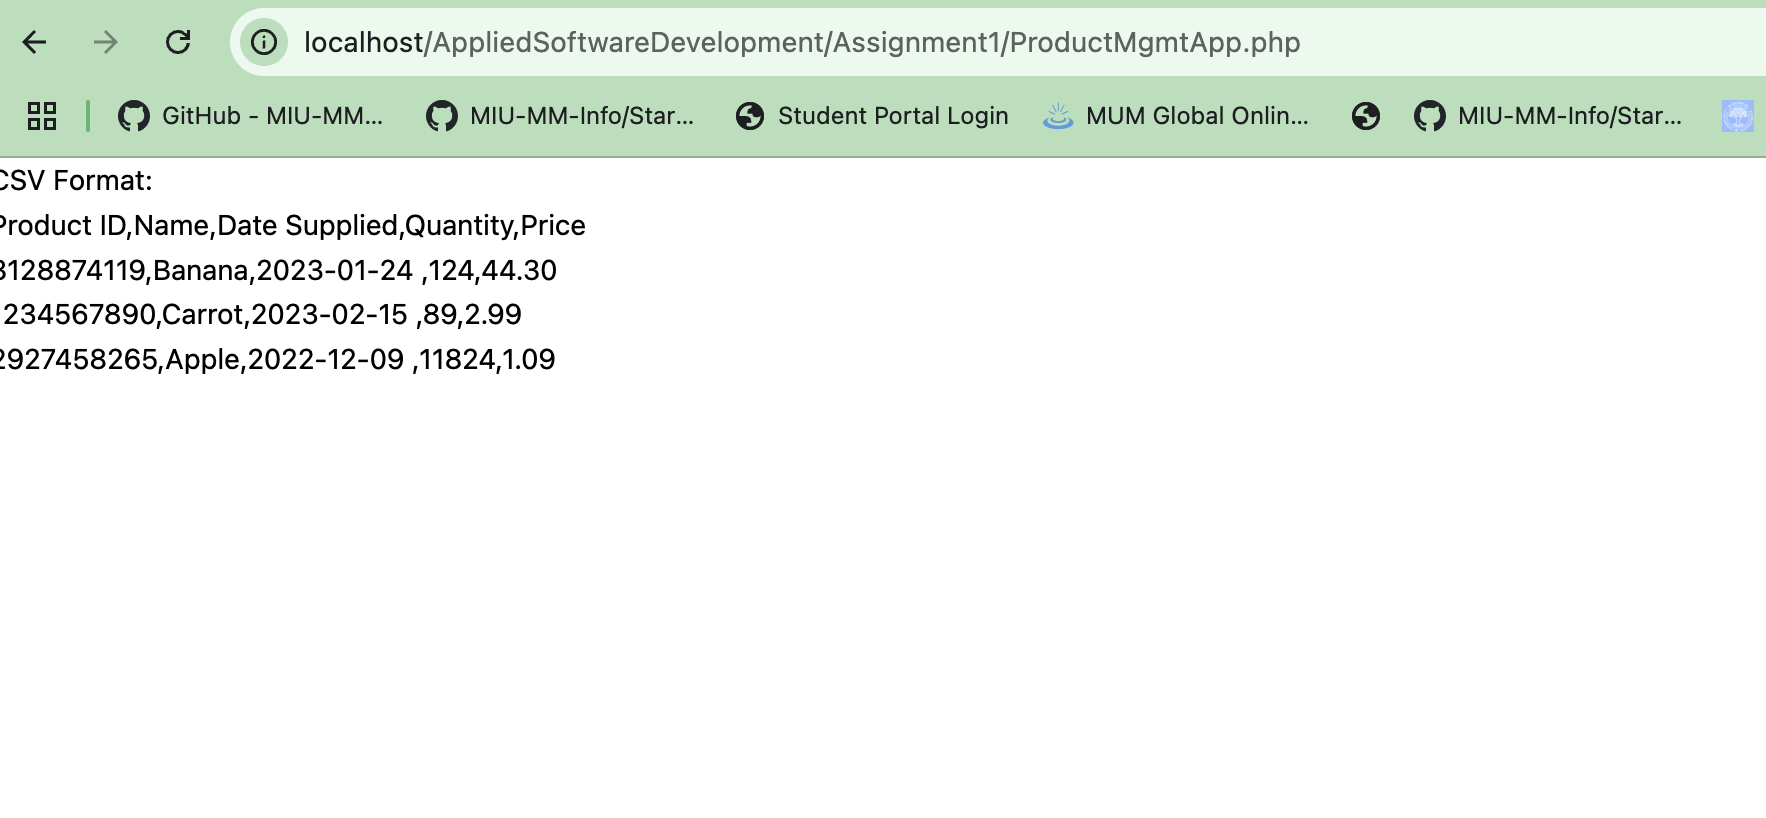 localhost/AppliedSoftwareDevelopment/Assignment1/ProductMgmtApp.php
GitHub - MIU-MM... MIU-MM-Info/Star... Student Portal Login MUM Global Onlin... MIU-MM-Info/Star...
CSV Format:
Product ID,Name,Date Supplied,Quantity,Price
3128874119,Banana,2023-01-24 ,124,44.30
1234567890,Carrot,2023-02-15 ,89,2.99
2927458265,Apple,2022-12-09 ,11824,1.09